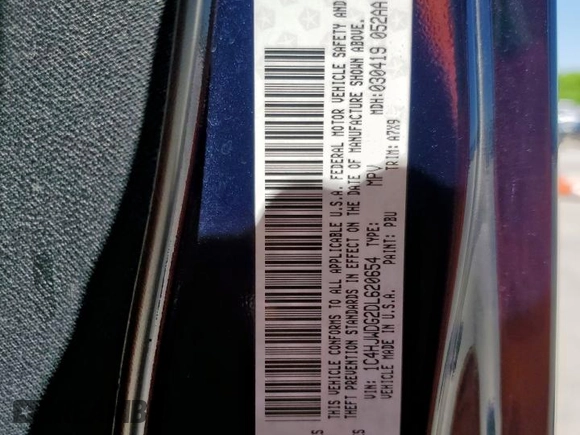 THIS VEHICLE CONFORMS TO ALL APPLICABLE U.S.A. FEDERAL MOTOR VEHICLE SAFETY AND
THEFT PREVENTION STANDARDS IN EFFECT ON THE DATE OF MANUFACTURE SHOWN ABOVE.
MDH:030419 052AA
VIN: 1C4HJWDG2DL620654 TYPE: MPV
VEHICLE MADE IN U.S.A. PAINT: PBU TRIM: A7X9